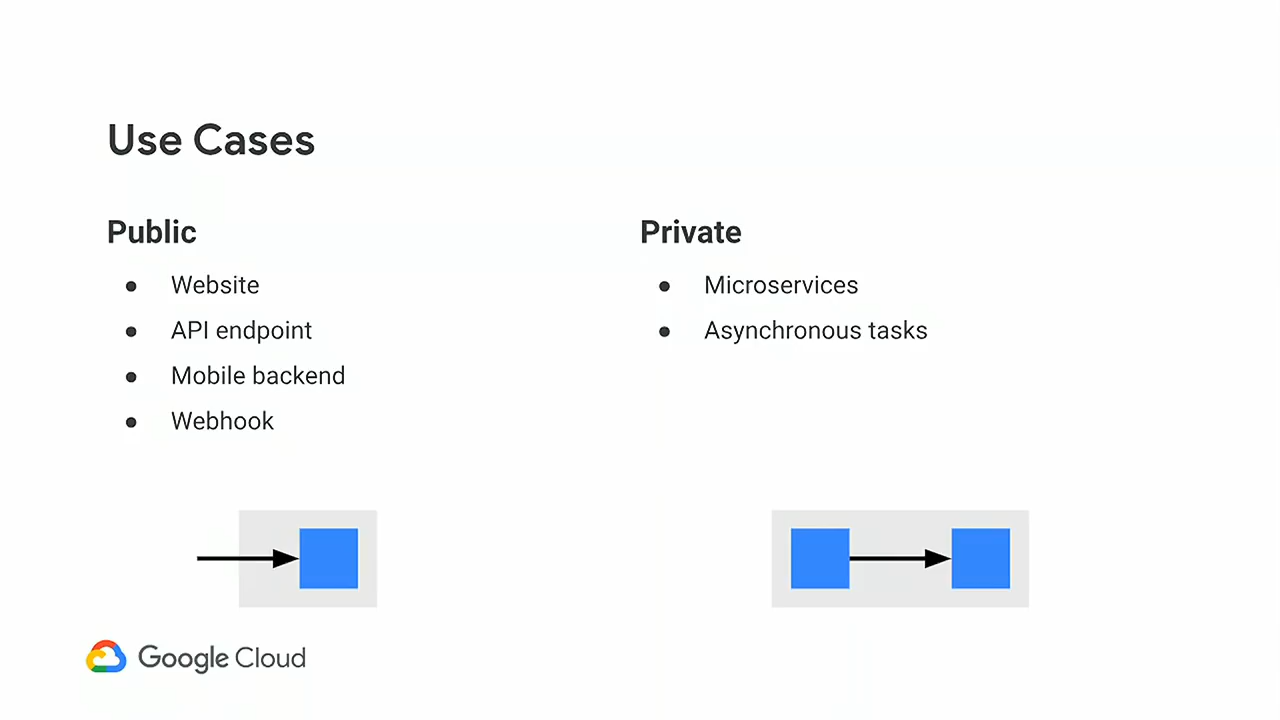 Use Cases
Public
● Website
● API endpoint
● Mobile backend
● Webhook
Private
● Microservices
● Asynchronous tasks
Google Cloud